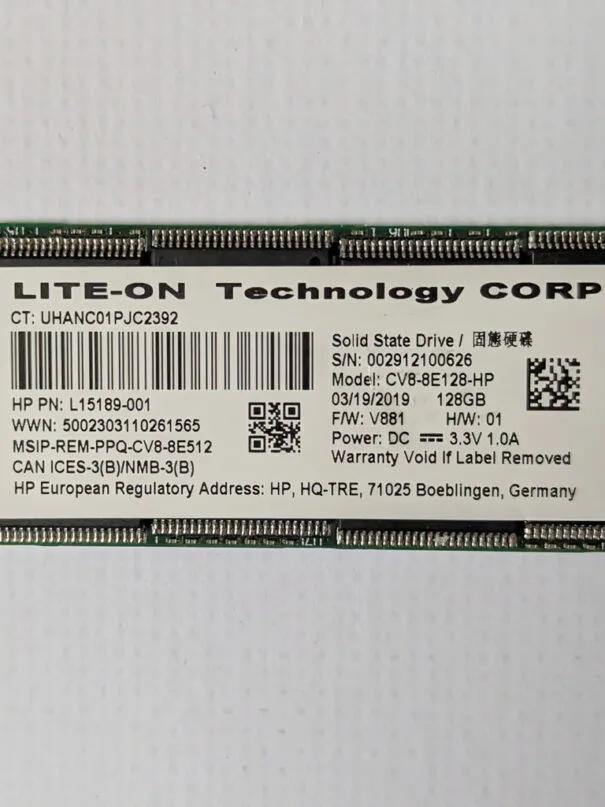 LITE-ON Technology CORP
CT: UHANC01PJC2392
Solid State Drive / 固態硬碟
S/N: 002912100626
Model: CV8-8E128-HP
HP PN: L15189-001
03/19/2019 128GB
WWN: 5002303110261565
F/W: V881 H/W: 01
MSIP-REM-PPQ-CV8-8E512
Power: DC ⎓ 3.3V 1.0A
CAN ICES-3(B)/NMB-3(B)
Warranty Void If Label Removed
HP European Regulatory Address: HP, HQ-TRE, 71025 Boeblingen, Germany